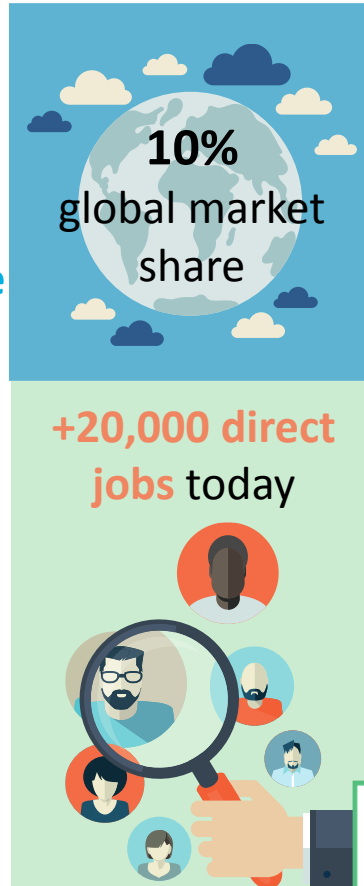 10%
global market
share
e
+20,000 direct
jobs today